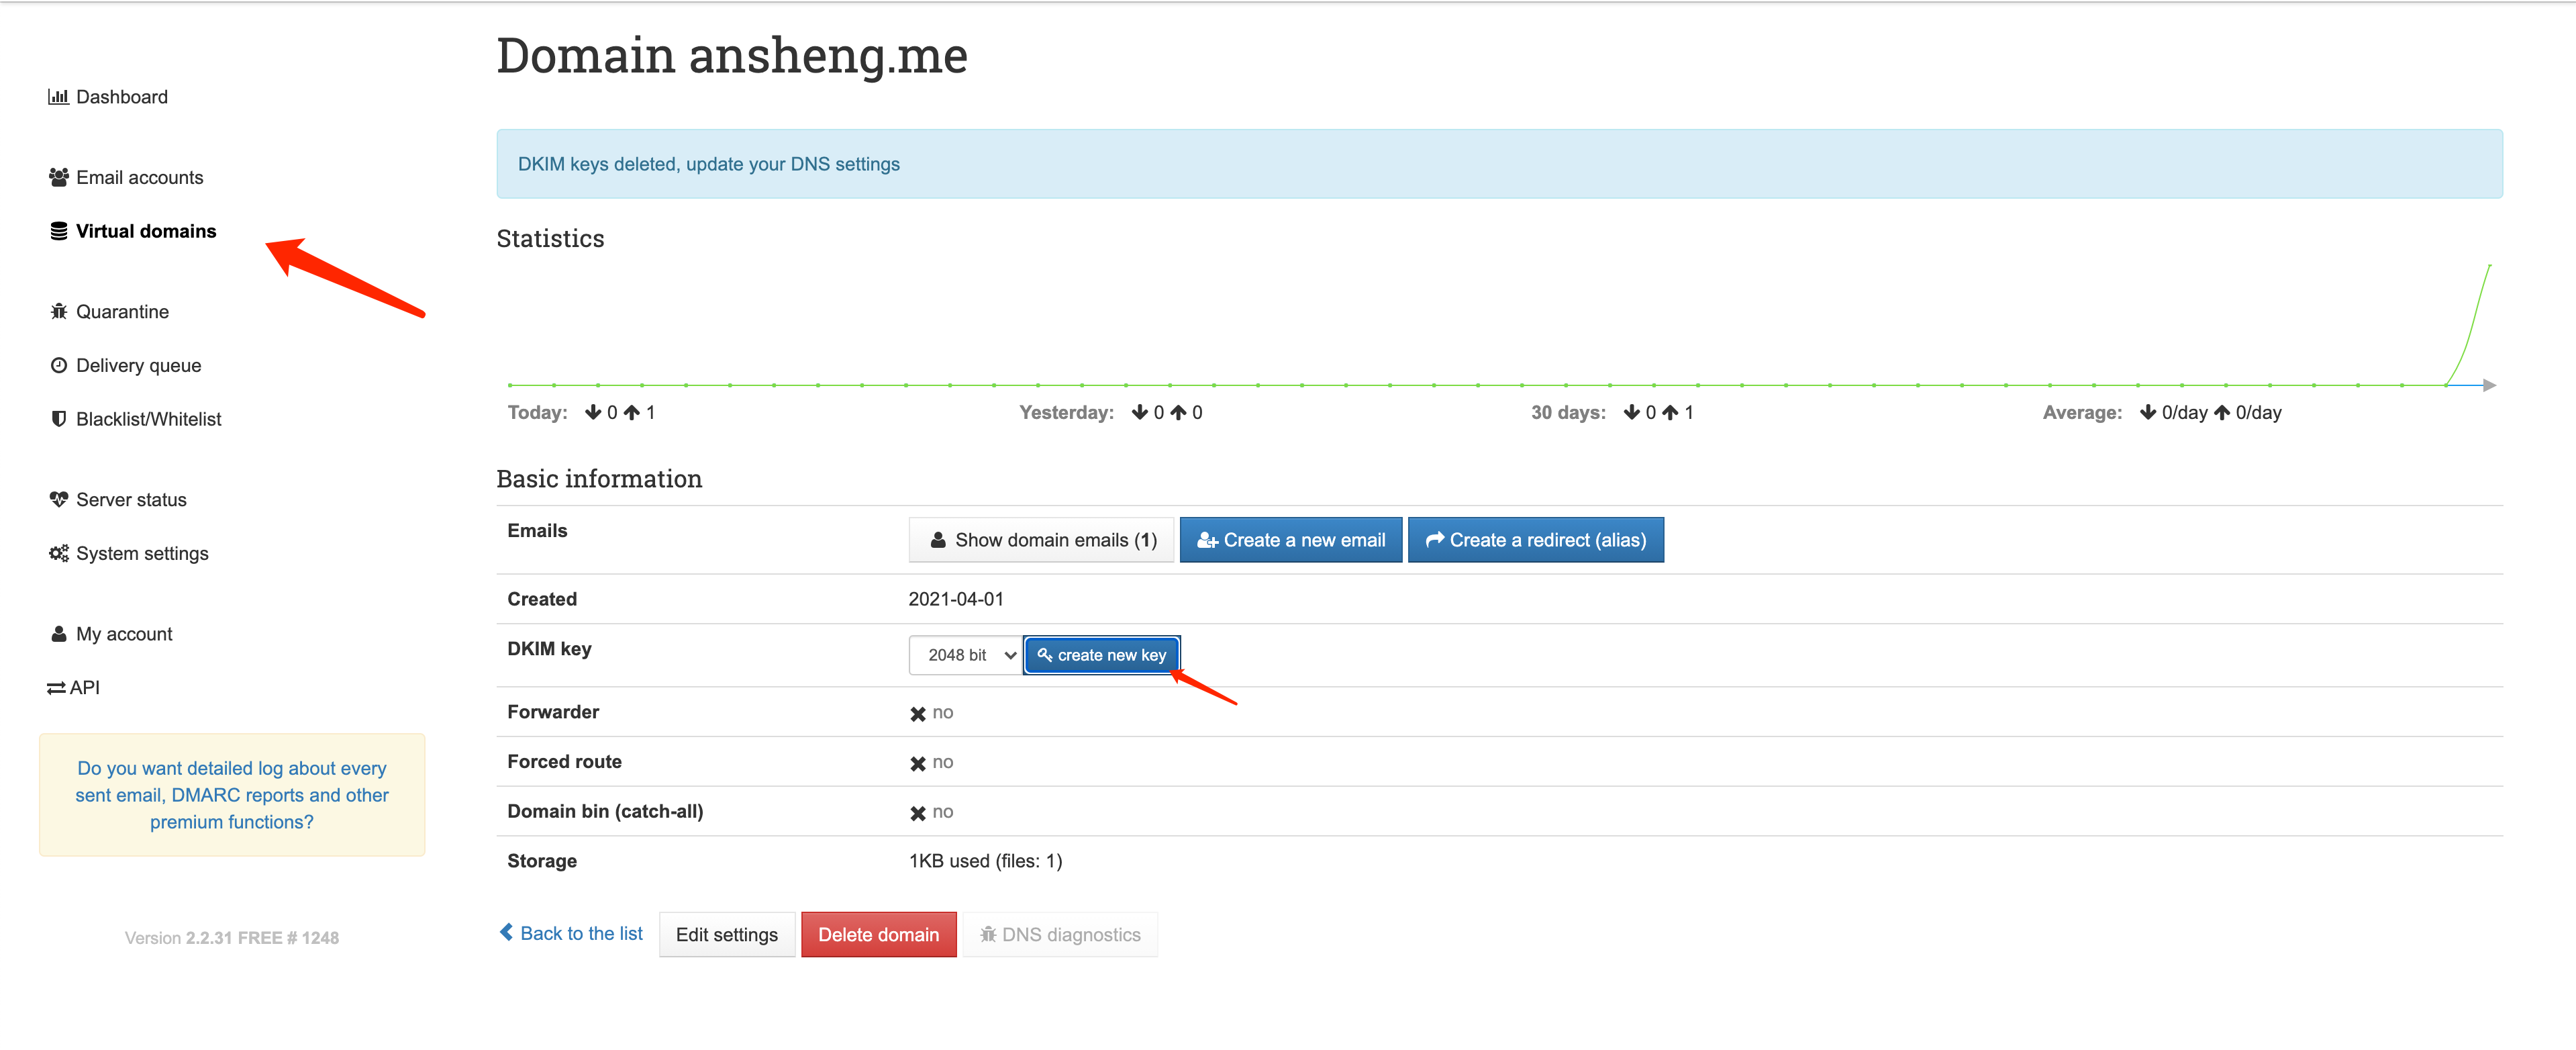 Domain ansheng.me
Dashboard
Email accounts
Virtual domains
Quarantine
Delivery queue
Blacklist/Whitelist
Server status
System settings
My account
API
Do you want detailed log about every
sent email, DMARC reports and other
premium functions?
Version 2.2.31 FREE # 1248
DKIM keys deleted, update your DNS settings
Statistics
Today: 0 1 Yesterday: 0 0 30 days: 0 1 Average: 0/day 0/day
Basic information
Emails Show domain emails (1) Create a new email Create a redirect (alias)
Created 2021-04-01
DKIM key 2048 bit create new key
Forwarder no
Forced route no
Domain bin (catch-all) no
Storage 1KB used (files: 1)
Back to the list Edit settings Delete domain DNS diagnostics